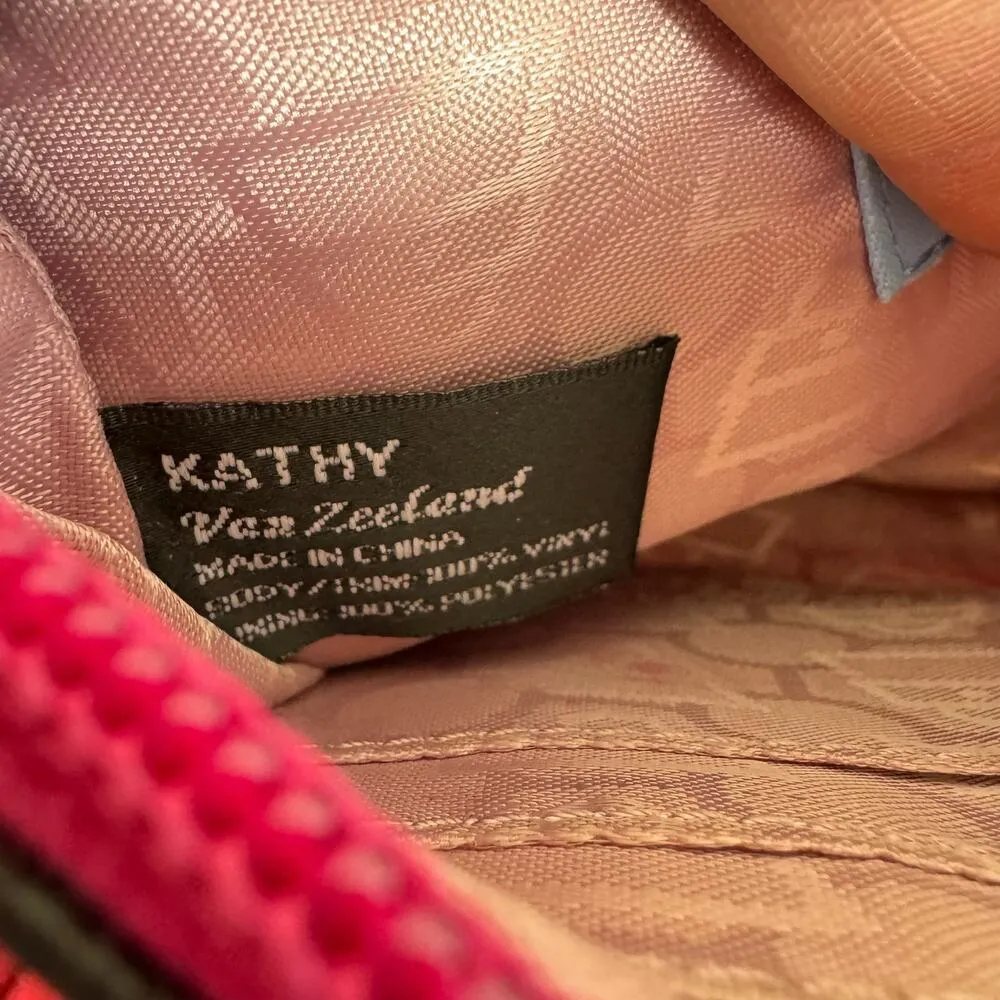 KATHY
Van Zeeland
MADE IN CHINA
BODY/TRIM: 100% VINYL
LINING: 100% POLYESTER